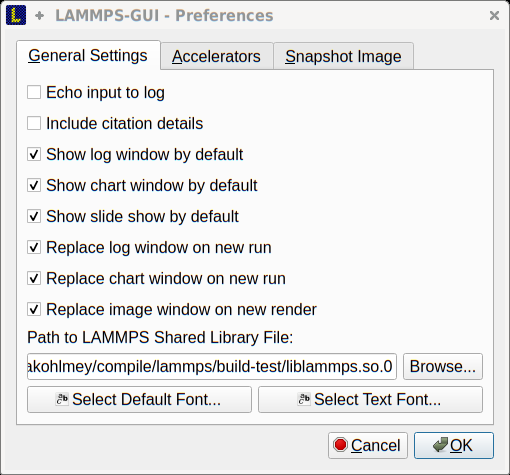 LAMMPS-GUI - Preferences
General Settings Accelerators Snapshot Image
Echo input to log
Include citation details
Show log window by default
Show chart window by default
Show slide show by default
Replace log window on new run
Replace chart window on new run
Replace image window on new render
Path to LAMMPS Shared Library File:
akohlmey/compile/lammps/build-test/liblammps.so.0 Browse...
Select Default Font... Select Text Font...
Cancel OK